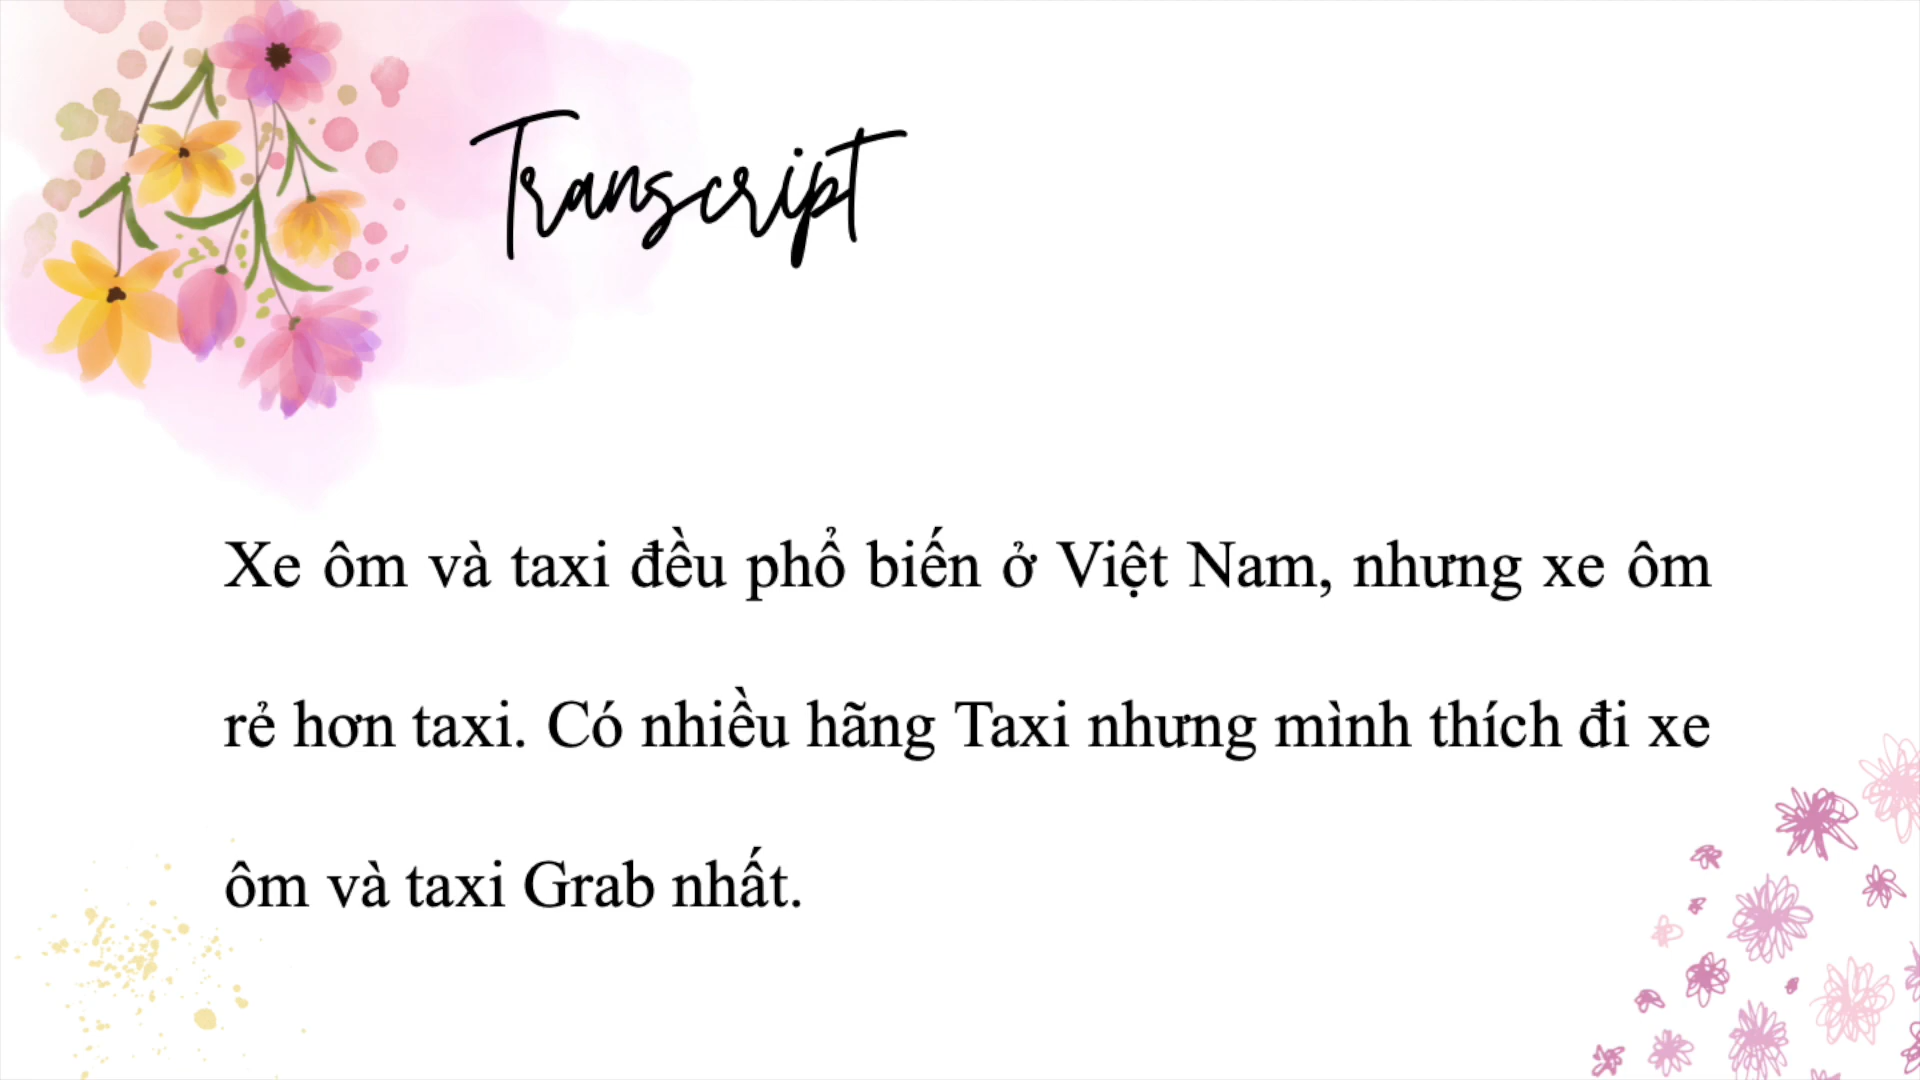 Transcript
Xe ôm và taxi đều phổ biến ở Việt Nam, nhưng xe ôm
rẻ hơn taxi. Có nhiều hãng Taxi nhưng mình thích đi xe
ôm và taxi Grab nhất.